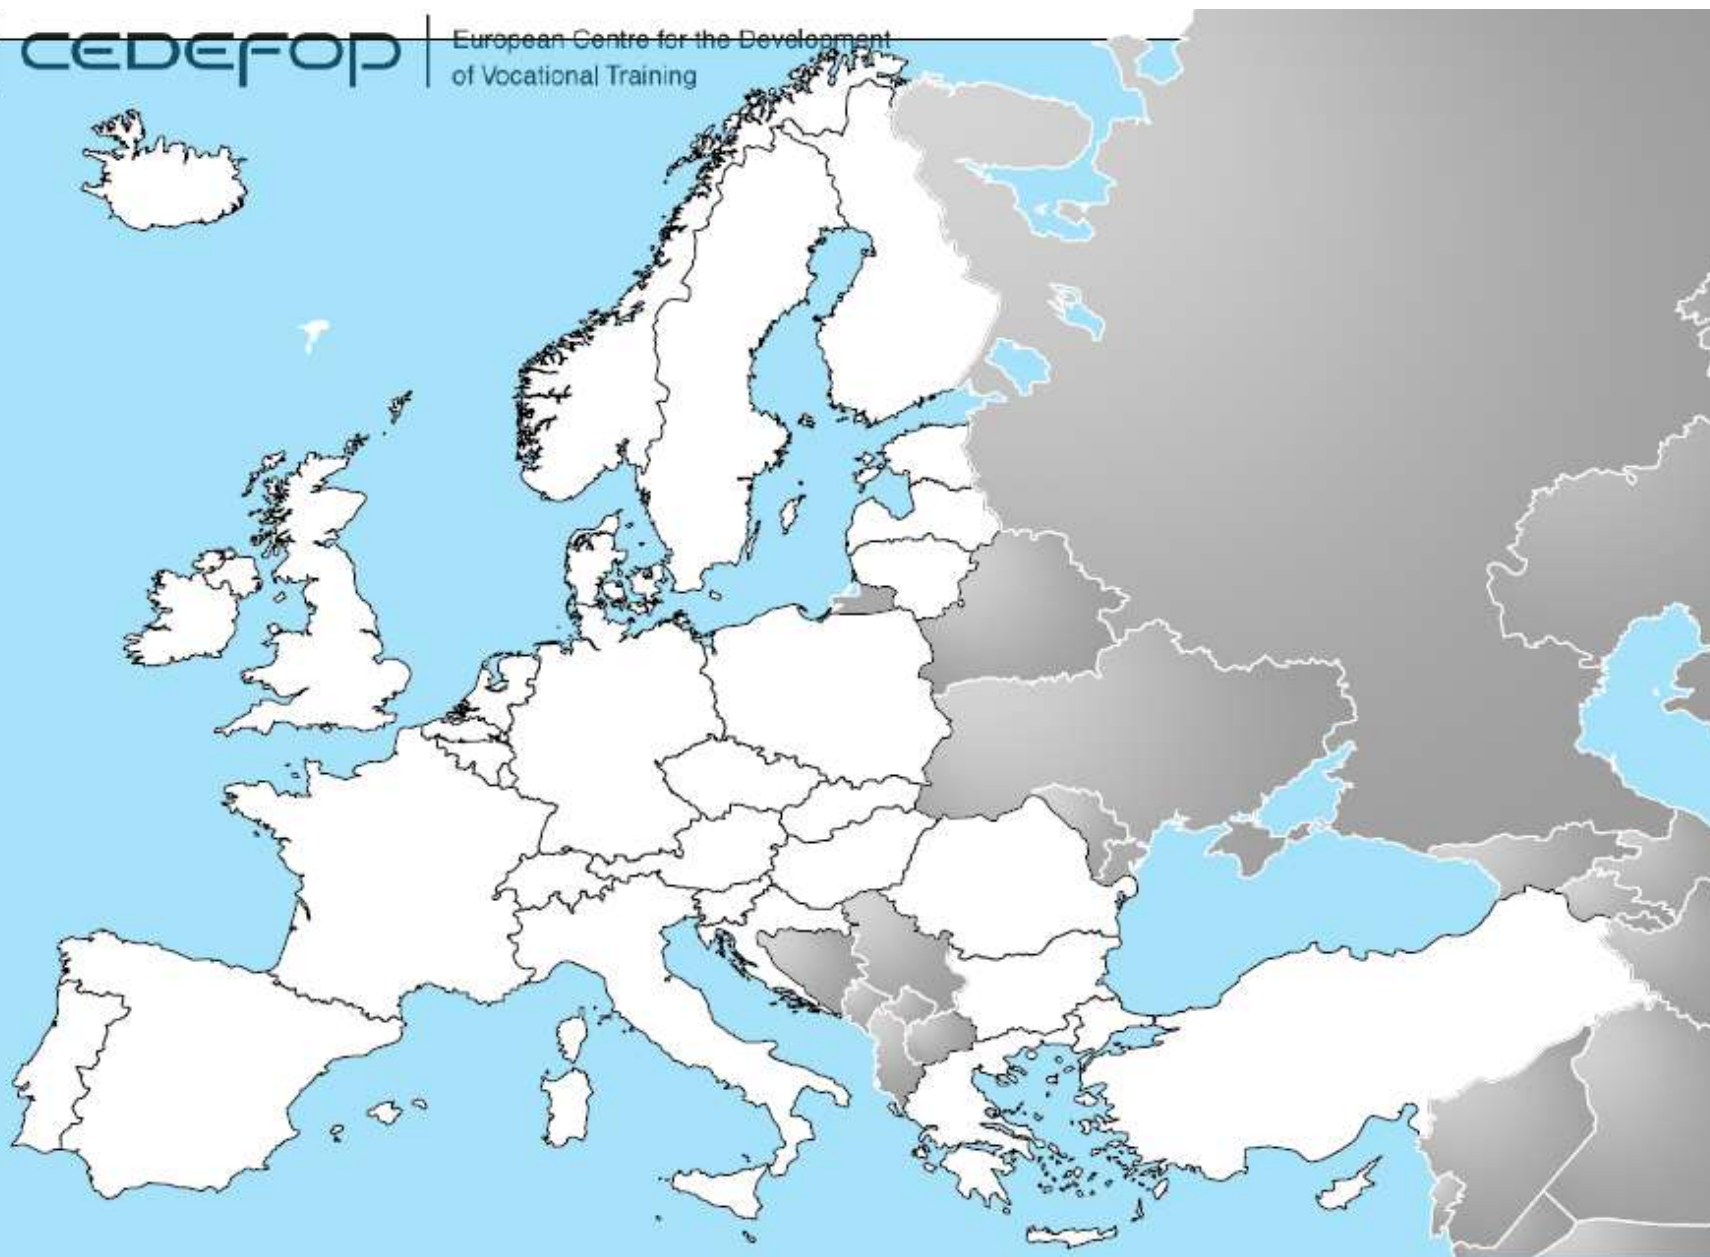 CEDEFOP
European Centre for the Development
of Vocational Training